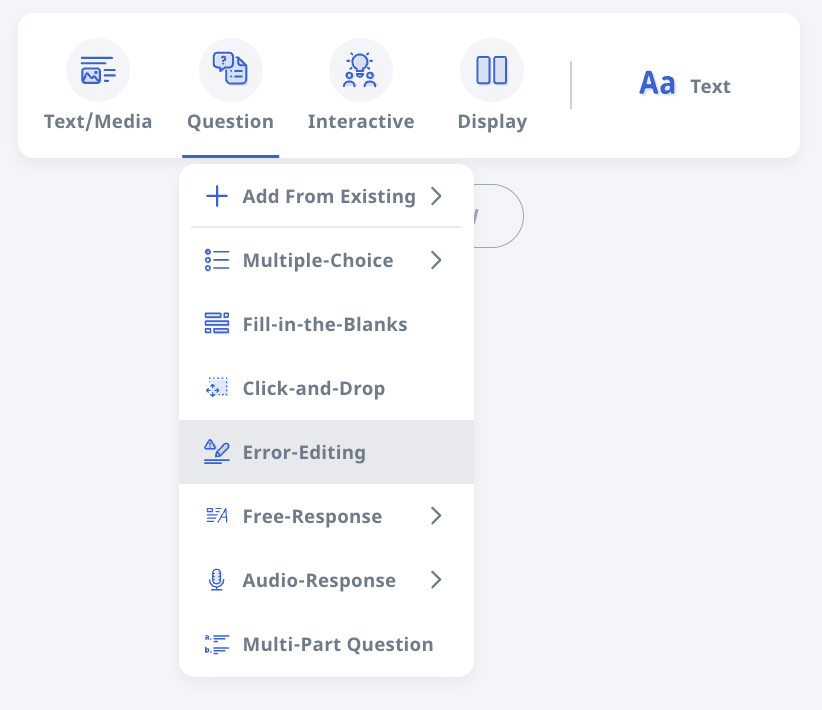 Text/Media
Question
Interactive
Display
Aa Text
Add From Existing
Multiple-Choice
Fill-in-the-Blanks
Click-and-Drop
Error-Editing
Free-Response
Audio-Response
Multi-Part Question